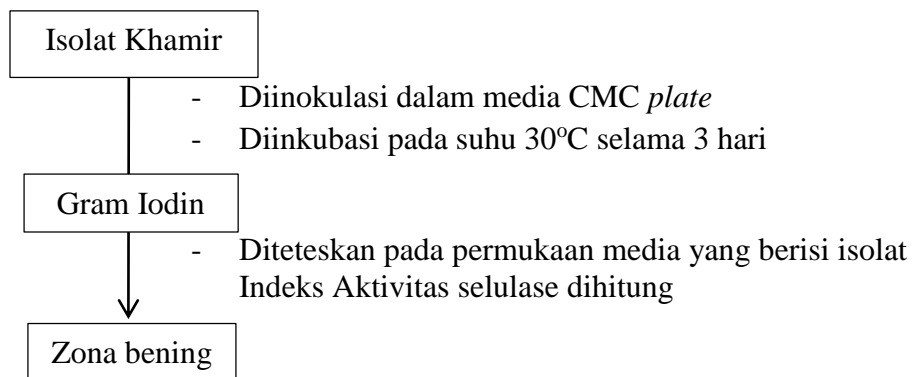 Isolat Khamir
- Diinokulasi dalam media CMC plate
- Diinkubasi pada suhu 30°C selama 3 hari
Gram Iodin
- Diteteskan pada permukaan media yang berisi isolat
Indeks Aktivitas selulase dihitung
Zona bening